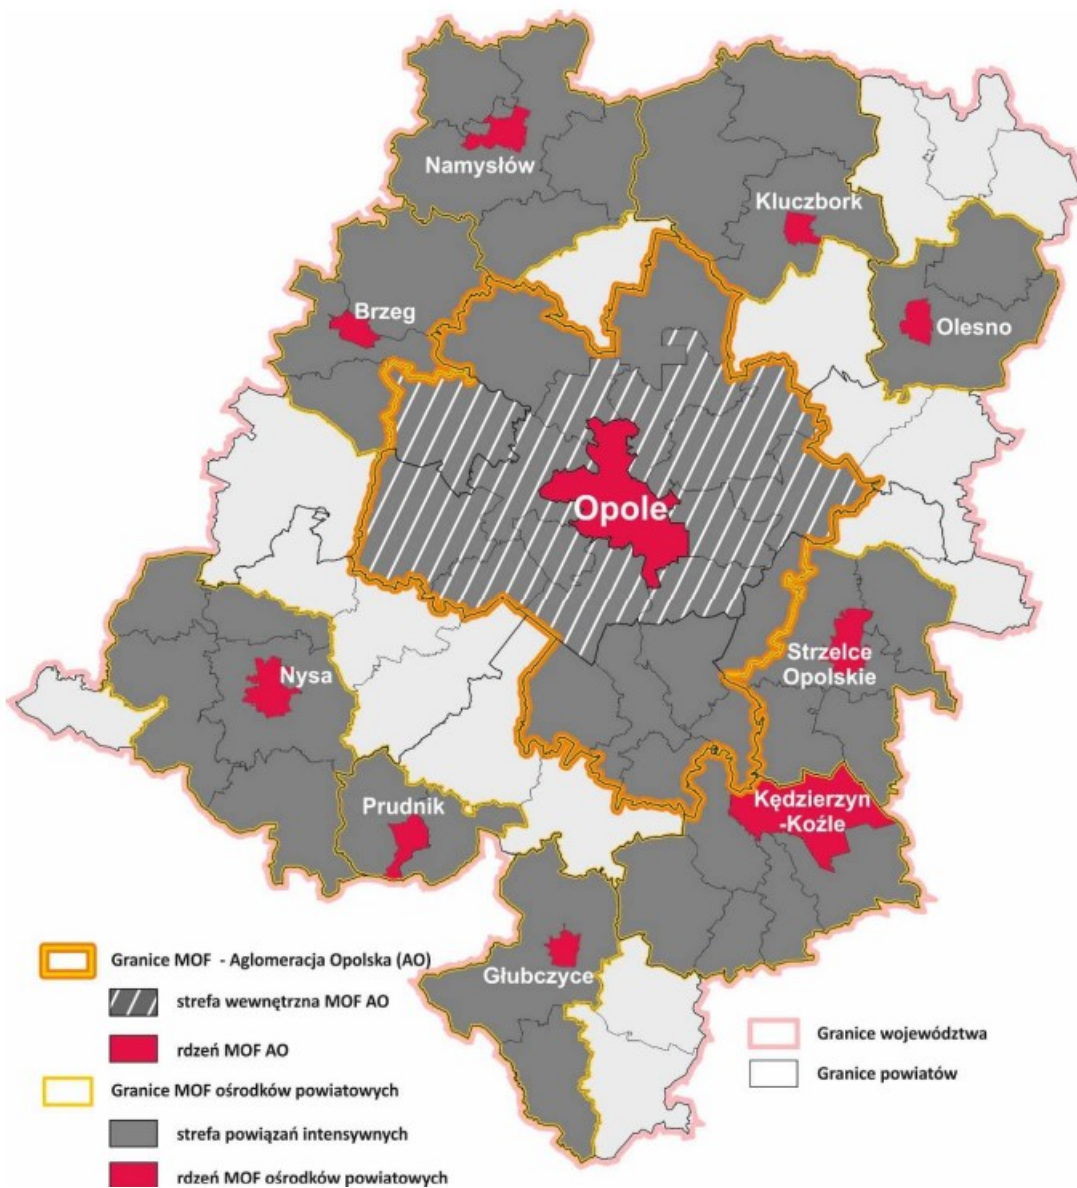 Namysłów
Kluczbork
Brzeg
Olesno
Opole
Strzelce
Opolskie
Nysa
Kędzierzyn
-Koźle
Prudnik
Głubczyce
Granice MOF - Aglomeracja Opolska (AO)
strefa wewnętrzna MOF AO
rdzeń MOF AO
Granice MOF ośrodków powiatowych
strefa powiązań intensywnych
rdzeń MOF ośrodków powiatowych
Granice województwa
Granice powiatów